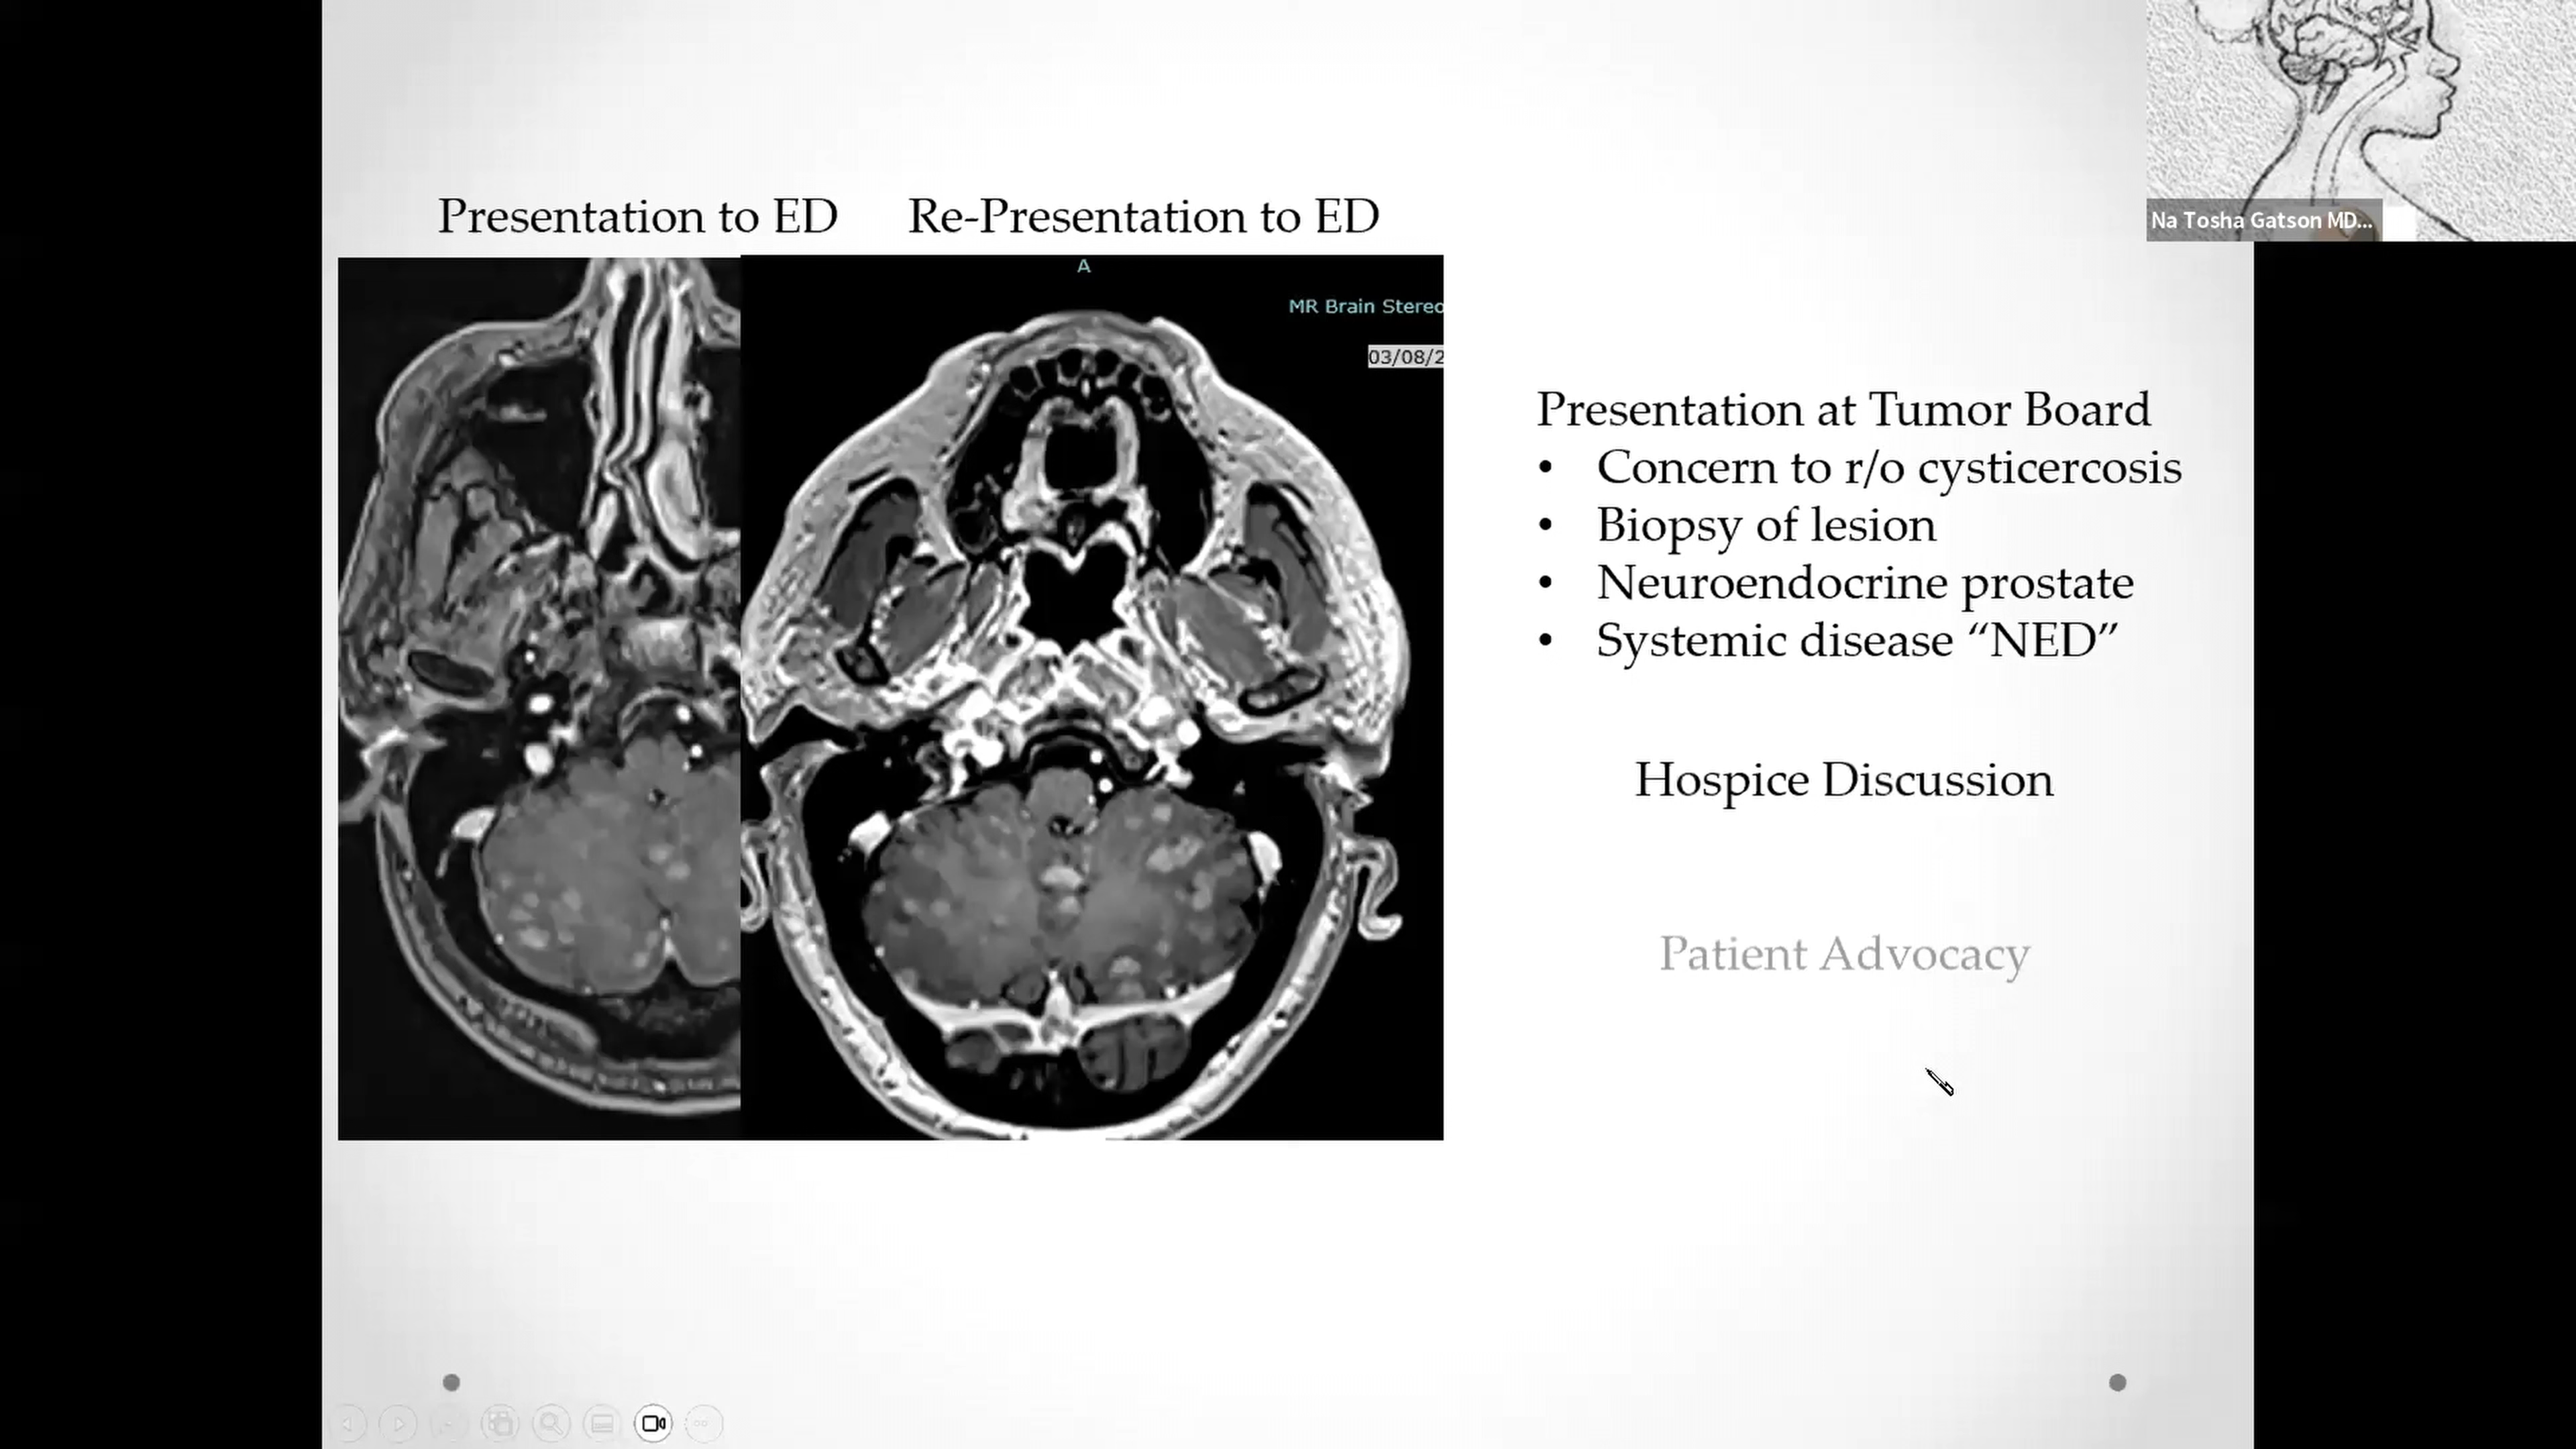 Na Tosha Gatson MD...
Presentation to ED
Re-Presentation to ED
A
MR Brain Stereo
03/08/2
Presentation at Tumor Board
• Concern to r/o cysticercosis
• Biopsy of lesion
• Neuroendocrine prostate
• Systemic disease “NED”
Hospice Discussion
Patient Advocacy